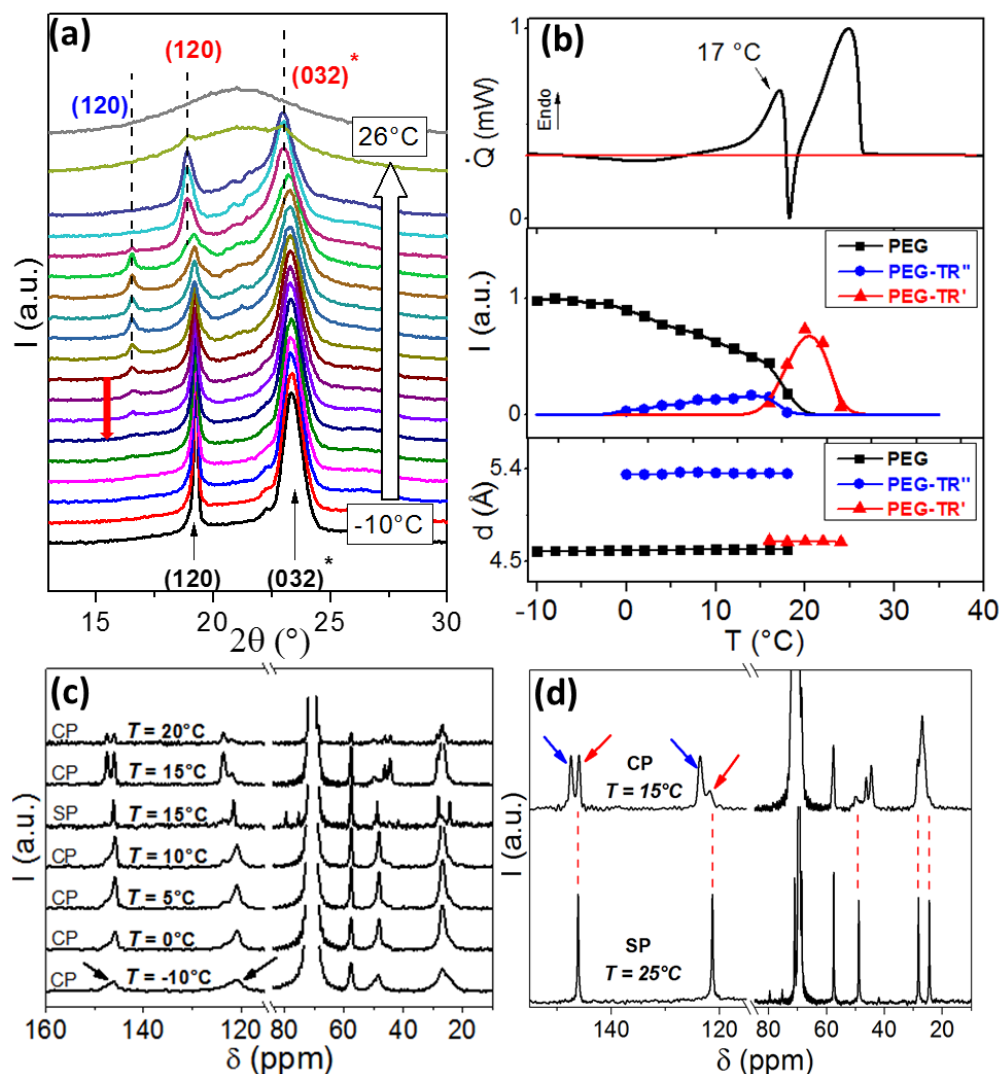 (a)
(120)
(120)
(032)*
26°C
-10°C
(120)
(032)*
I (a.u.)
15 20 25 30
2θ (°)
(b)
17 °C
Endo
Q̇ (mW)
1
0
PEG
PEG-TR"
PEG-TR'
I (a.u.)
1
0
PEG
PEG-TR"
PEG-TR'
d (Å)
5.4
4.5
-10 0 10 20 30 40
T (°C)
(c)
CP T = 20°C
CP T = 15°C
SP T = 15°C
CP T = 10°C
CP T = 5°C
CP T = 0°C
CP T = -10°C
I (a.u.)
160 140 120 80 60 40 20
δ (ppm)
(d)
CP
T = 15°C
SP
T = 25°C
I (a.u.)
140 120 80 60 40 20
δ (ppm)